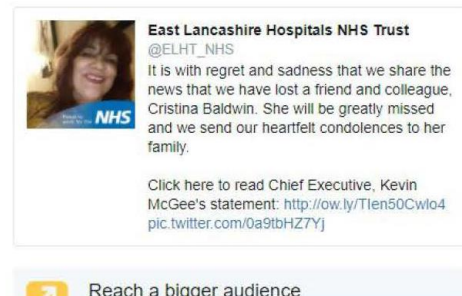 East Lancashire Hospitals NHS Trust
@ELHT_NHS
It is with regret and sadness that we share the
news that we have lost a friend and colleague,
Cristina Baldwin. She will be greatly missed
and we send our heartfelt condolences to her
family.
Click here to read Chief Executive, Kevin
McGee's statement: http://ow.ly/TIen50Cwlo4
pic.twitter.com/0a9tbHZ7Yj
NHS
Reach a bigger audience